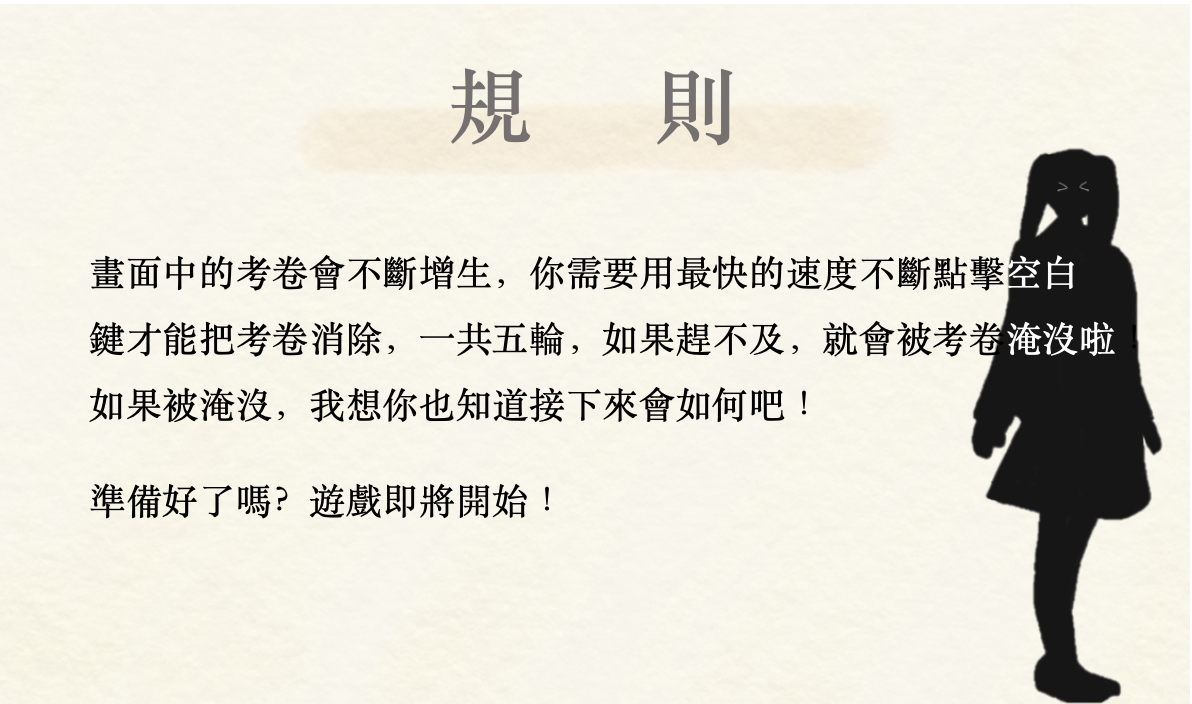 規 則
畫面中的考卷會不斷增生，你需要用最快的速度不斷點擊空白
鍵才能把考卷消除，一共五輪，如果趕不及，就會被考卷淹沒啦！
如果被淹沒，我想你也知道接下來會如何吧！
準備好了嗎？遊戲即將開始！